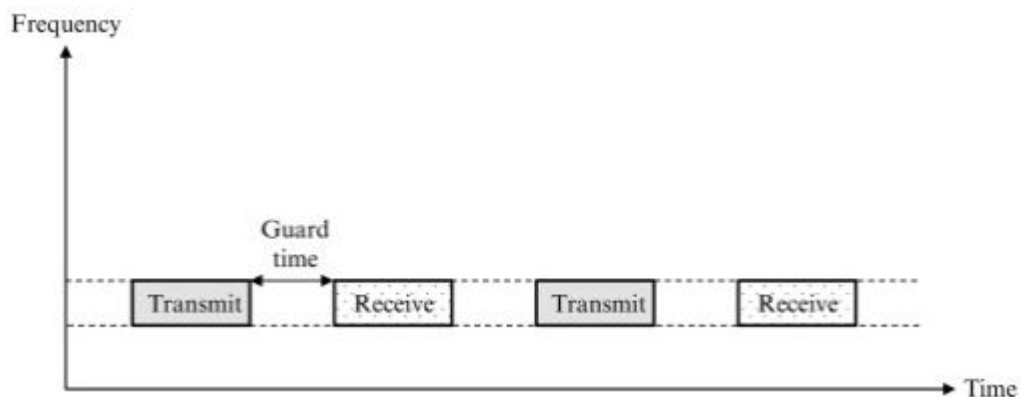 Frequency
Guard
time
Transmit Receive Transmit Receive
Time